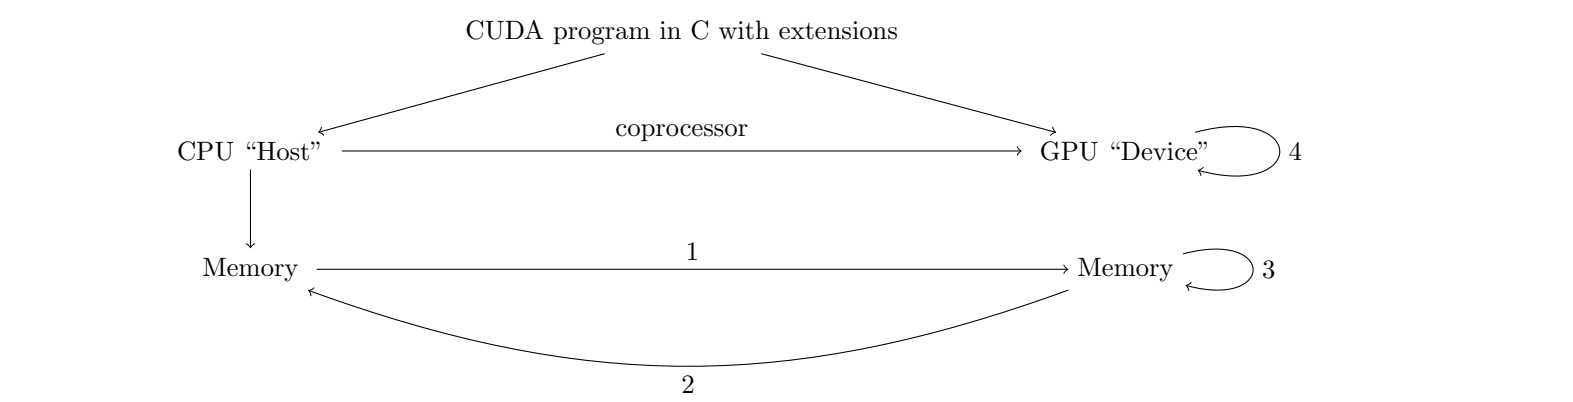 CUDA program in C with extensions
coprocessor
CPU “Host”
GPU “Device”
4
1
Memory
Memory
3
2